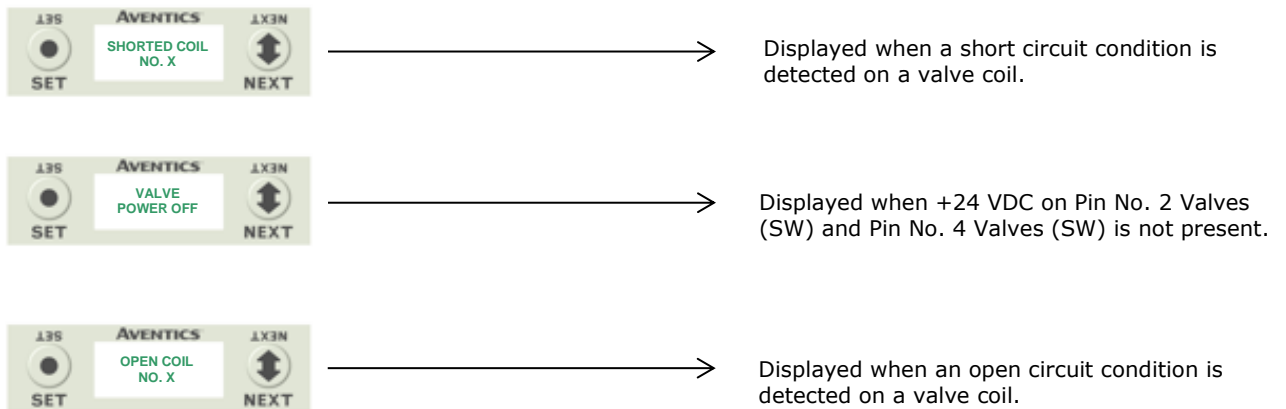 SET AVENTICS NEXT
SHORTED COIL
NO. X
SET NEXT
Displayed when a short circuit condition is
detected on a valve coil.
SET AVENTICS NEXT
VALVE
POWER OFF
SET NEXT
Displayed when +24 VDC on Pin No. 2 Valves
(SW) and Pin No. 4 Valves (SW) is not present.
SET AVENTICS NEXT
OPEN COIL
NO. X
SET NEXT
Displayed when an open circuit condition is
detected on a valve coil.